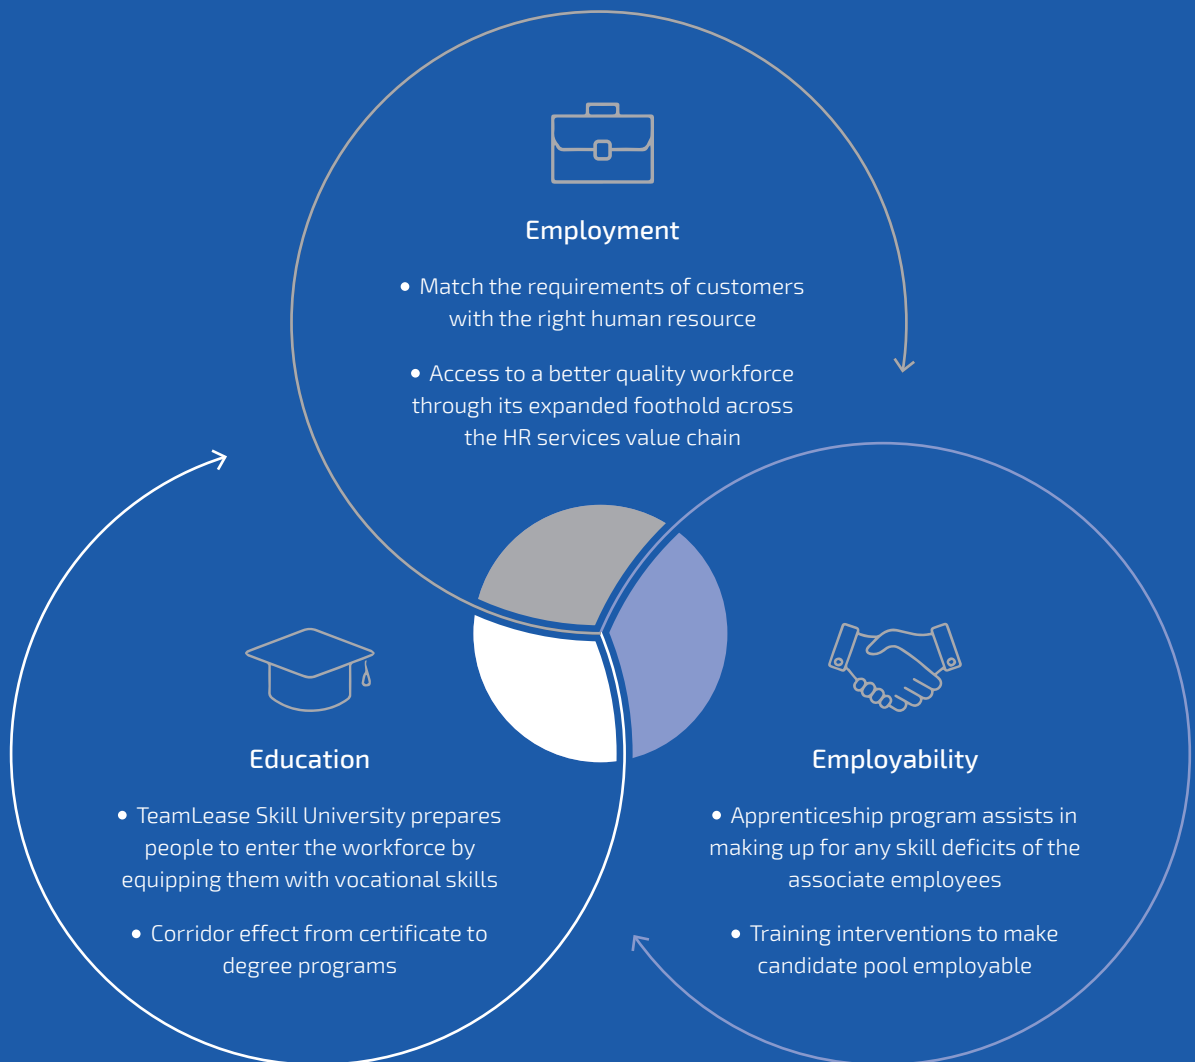 Employment
• Match the requirements of customers
with the right human resource
• Access to a better quality workforce
through its expanded foothold across
the HR services value chain
Education
• TeamLease Skill University prepares
people to enter the workforce by
equipping them with vocational skills
• Corridor effect from certificate to
degree programs
Employability
• Apprenticeship program assists in
making up for any skill deficits of the
associate employees
• Training interventions to make
candidate pool employable